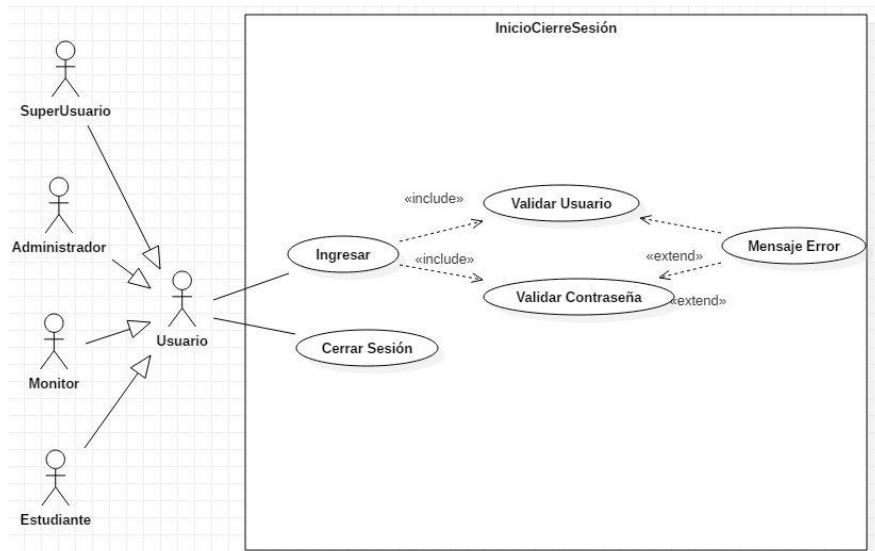 InicioCierreSesión
SuperUsuario
Administrador
Monitor
Estudiante
Usuario
Ingresar
Cerrar Sesión
«include»
«include»
Validar Usuario
Validar Contraseña
«extend»
«extend»
Mensaje Error